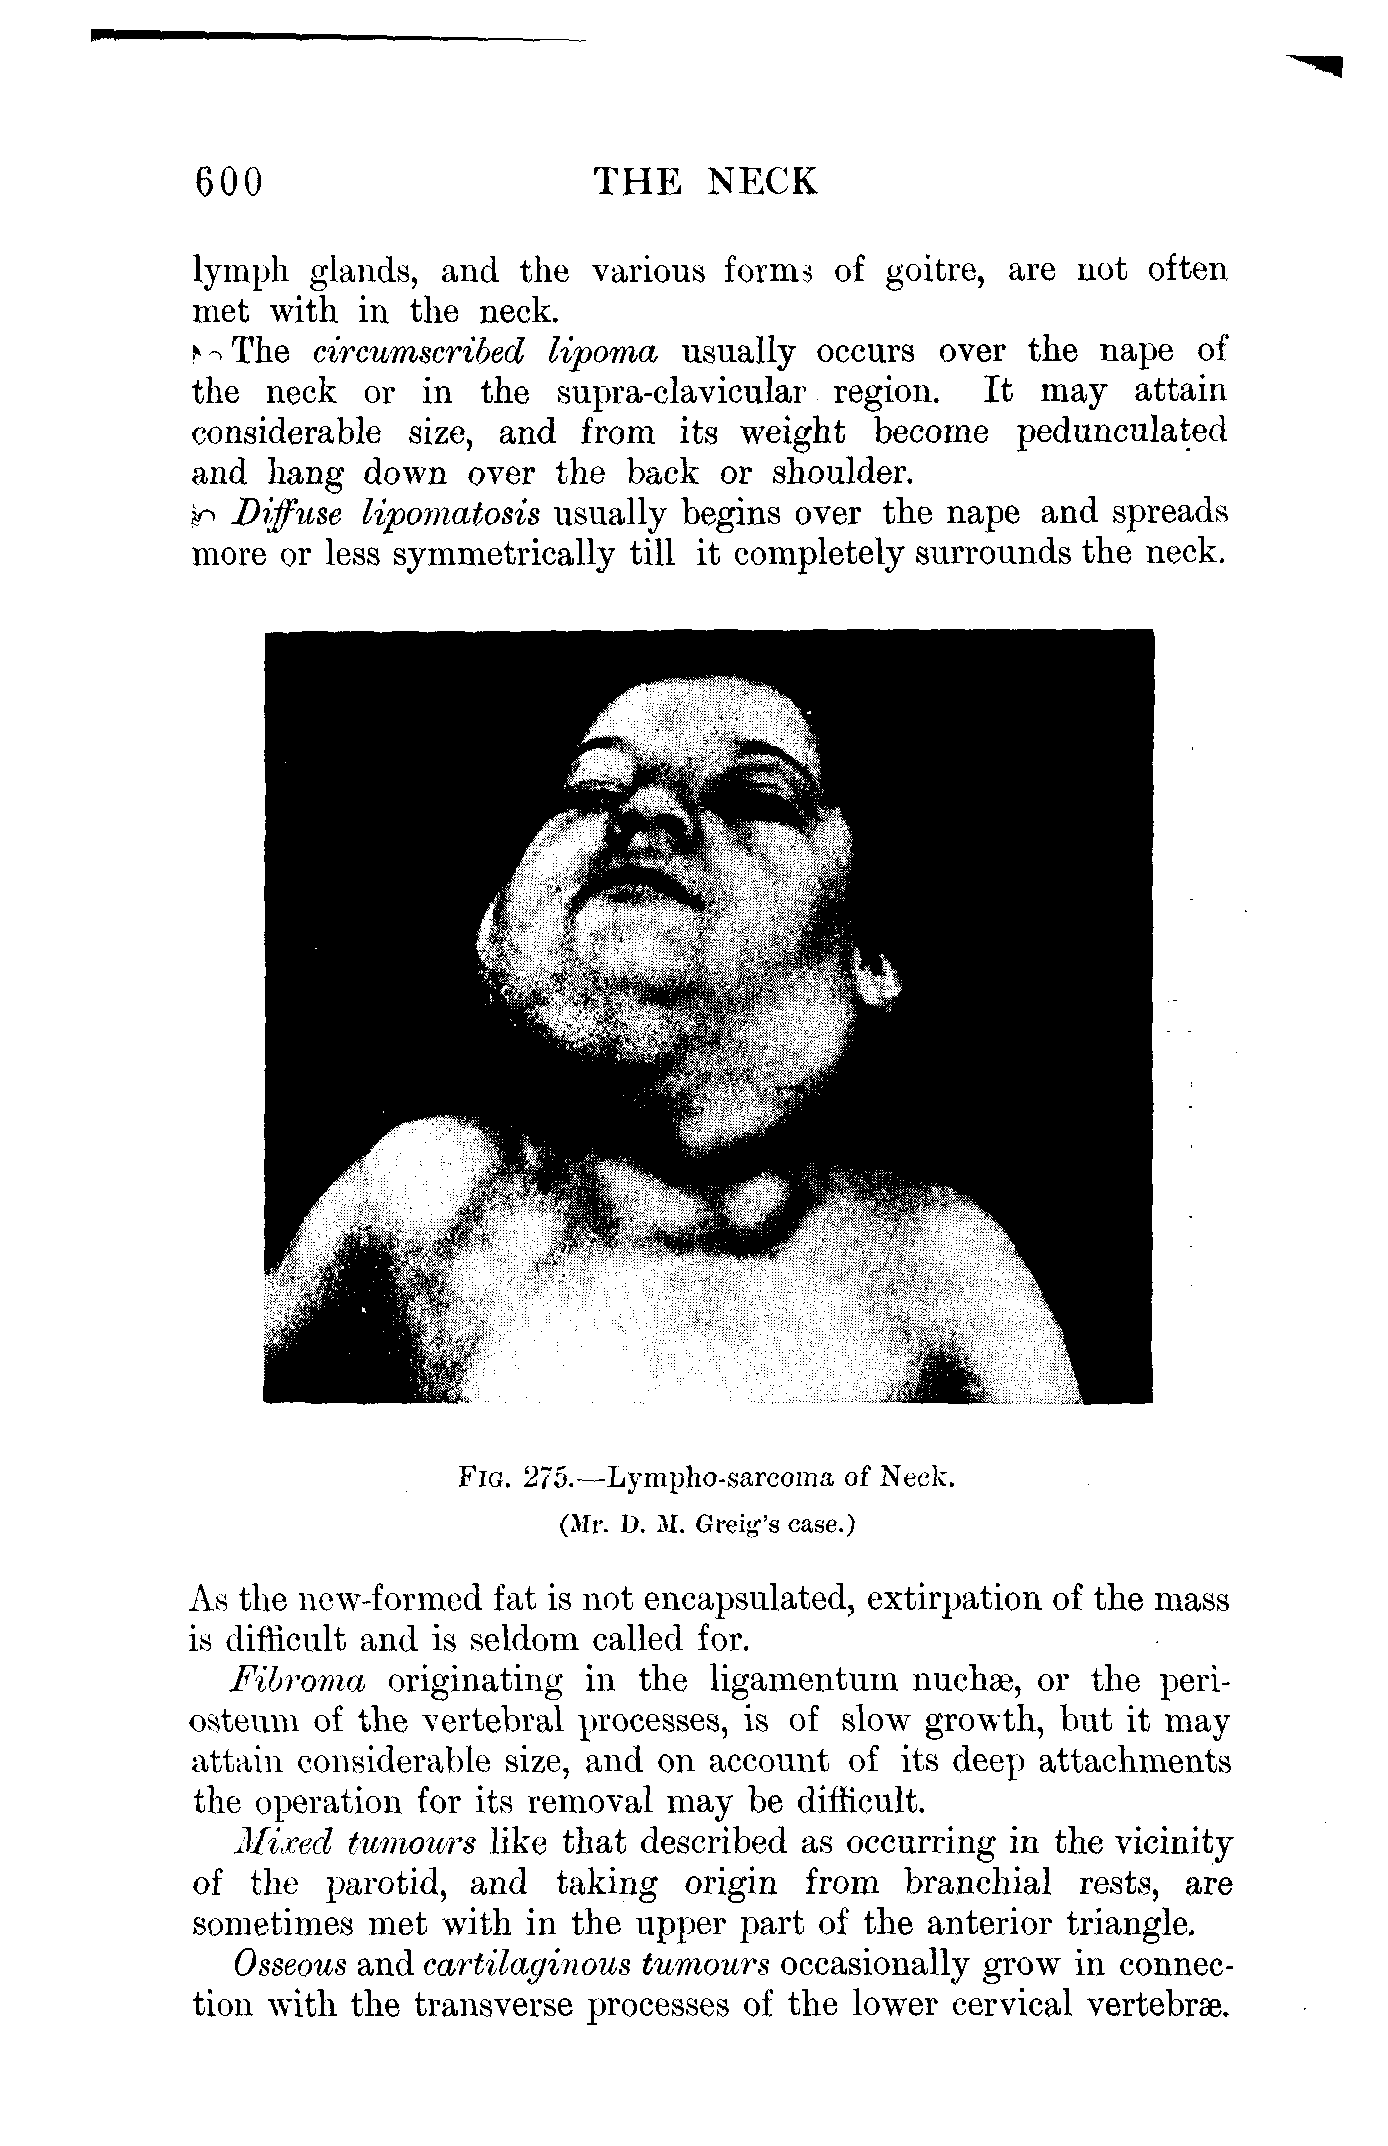 600 THE NECK
lymph glands, and the various forms of goitre, are not often
met with in the neck.
The circumscribed lipoma usually occurs over the nape of
the neck or in the supra-clavicular region. It may attain
considerable size, and from its weight become pedunculated
and hang down over the back or shoulder.
Diffuse lipomatosis usually begins over the nape and spreads
more or less symmetrically till it completely surrounds the neck.
FIG. 275.—Lympho-sarcoma of Neck.
(Mr. D. M. Greig's case.)
As the new-formed fat is not encapsulated, extirpation of the mass
is difficult and is seldom called for.
Fibroma originating in the ligamentum nuchæ, or the peri-
osteum of the vertebral processes, is of slow growth, but it may
attain considerable size, and on account of its deep attachments
the operation for its removal may be difficult.
Mixed tumours like that described as occurring in the vicinity
of the parotid, and taking origin from branchial rests, are
sometimes met with in the upper part of the anterior triangle.
Osseous and cartilaginous tumours occasionally grow in connec-
tion with the transverse processes of the lower cervical vertebræ.